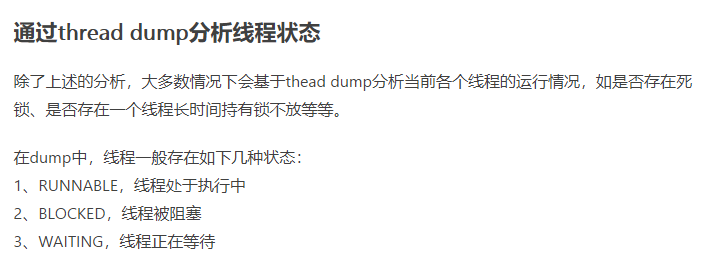 通过thread dump分析线程状态
除了上述的分析，大多数情况下会基于thead dump分析当前各个线程的运行情况，如是否存在死
锁、是否存在一个线程长时间持有锁不放等等。
在dump中，线程一般存在如下几种状态：
1、RUNNABLE，线程处于执行中
2、BLOCKED，线程被阻塞
3、WAITING，线程正在等待